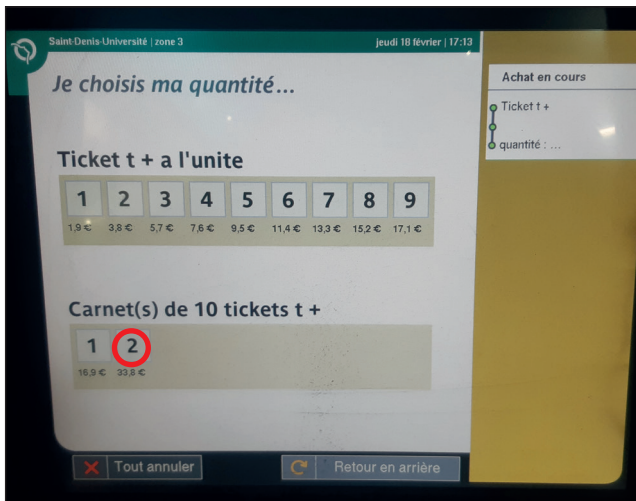 Saint-Denis-Université | zone 3
jeudi 18 février | 17:13
Je choisis ma quantité...
Achat en cours
Ticket t +
quantité : ...
Ticket t + a l'unite
1 2 3 4 5 6 7 8 9
1,9 € 3,8 € 5,7 € 7,6 € 9,5 € 11,4 € 13,3 € 15,2 € 17,1 €
Carnet(s) de 10 tickets t +
1 2
16,9 € 33,8 €
Tout annuler
Retour en arrière